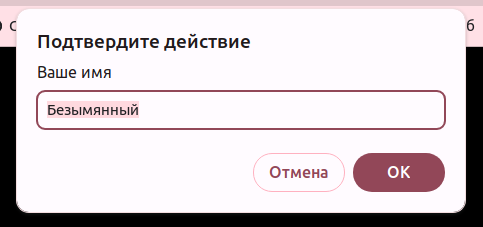 Подтвердите действие
Ваше имя
Безымянный
Отмена
OK